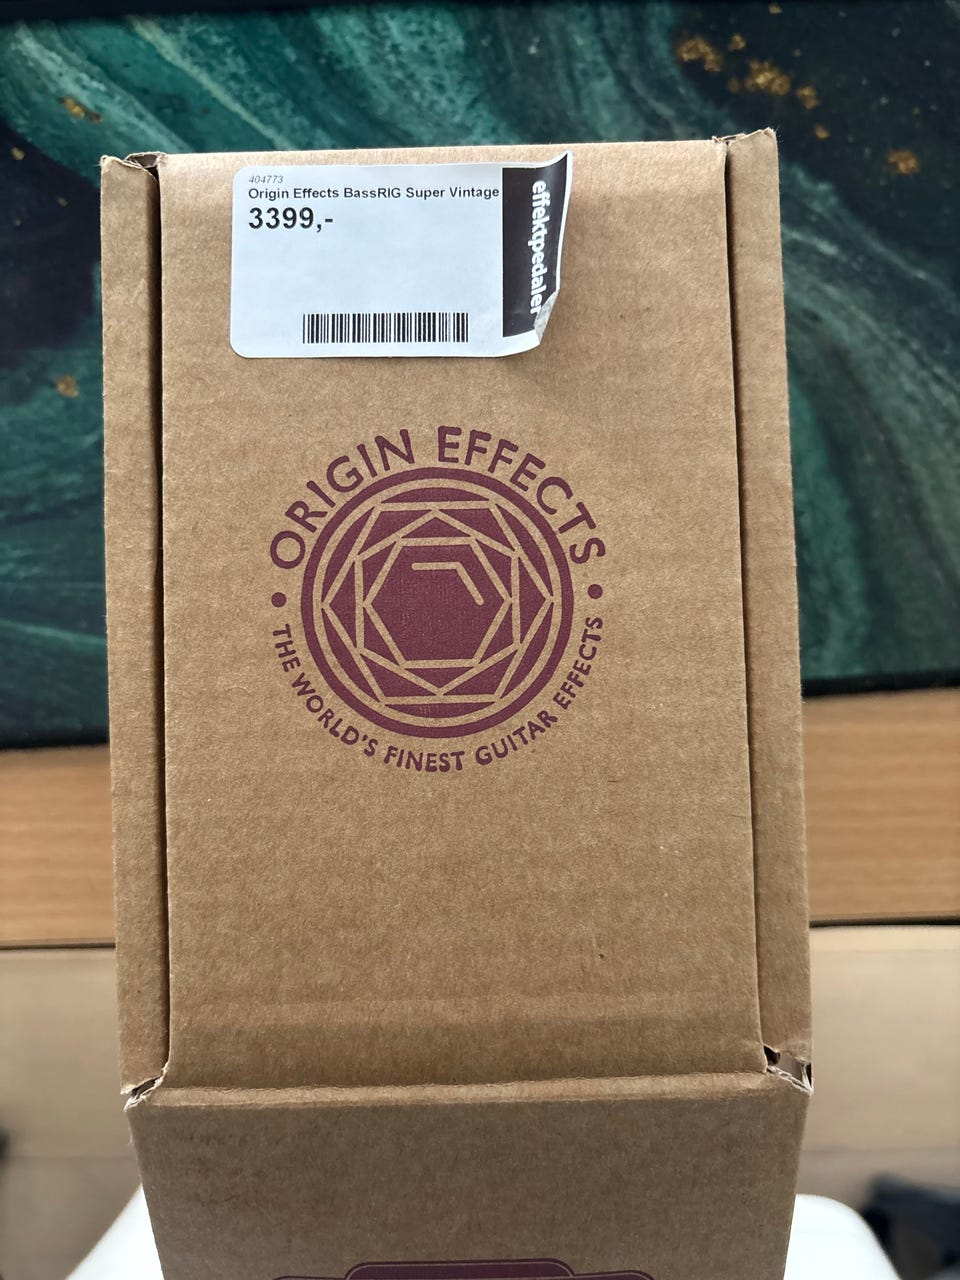 404773
Origin Effects BassRIG Super Vintage
3399,-
effektpedaler
ORIGIN EFFECTS
• THE WORLD'S FINEST GUITAR EFFECTS •